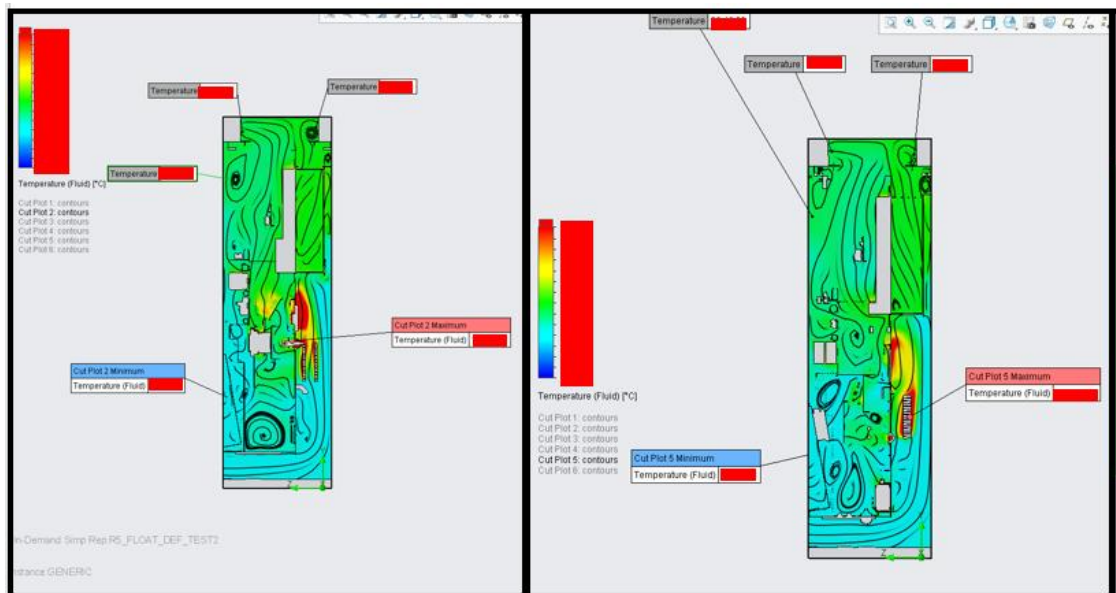 Temperature
Temperature
Temperature
Temperature (Fluid) [°C]
Cut Plot 1: contours
Cut Plot 2: contours
Cut Plot 3: contours
Cut Plot 4: contours
Cut Plot 5: contours
Cut Plot 6: contours
Cut Plot 2 Maximum
Temperature (Fluid)
Cut Plot 2 Minimum
Temperature (Fluid)
Z
n-Demand Simp Rep:R5_FLOAT_DEF_TEST2
nstance:GENERIC
Temperature
Temperature
Temperature
Temperature (Fluid) [°C]
Cut Plot 1: contours
Cut Plot 2: contours
Cut Plot 3: contours
Cut Plot 4: contours
Cut Plot 5: contours
Cut Plot 6: contours
Cut Plot 5 Maximum
Temperature (Fluid)
Cut Plot 5 Minimum
Temperature (Fluid)
Z